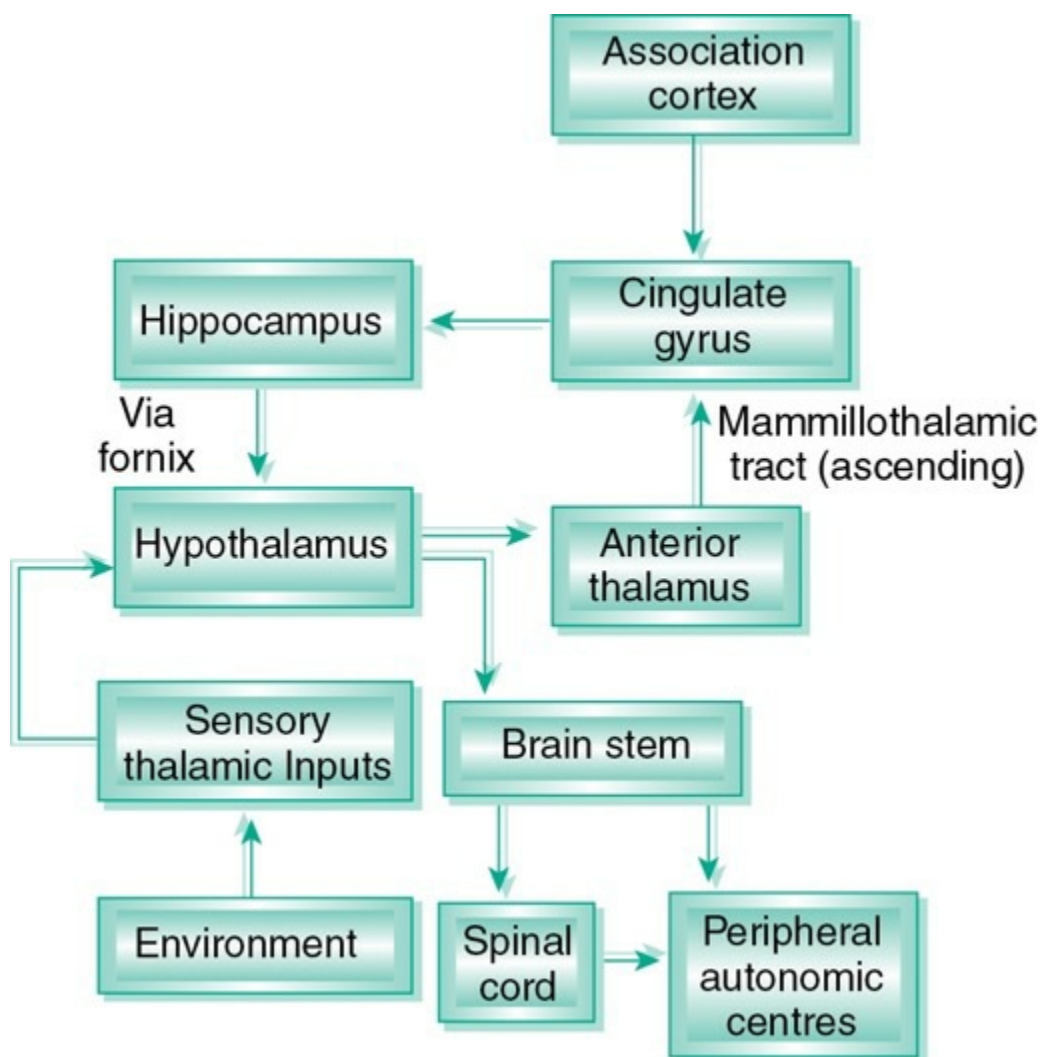 Association
cortex
Hippocampus
Cingulate
gyrus
Via
fornix
Mammillothalamic
tract (ascending)
Hypothalamus
Anterior
thalamus
Sensory
thalamic Inputs
Brain stem
Environment
Spinal
cord
Peripheral
autonomic
centres